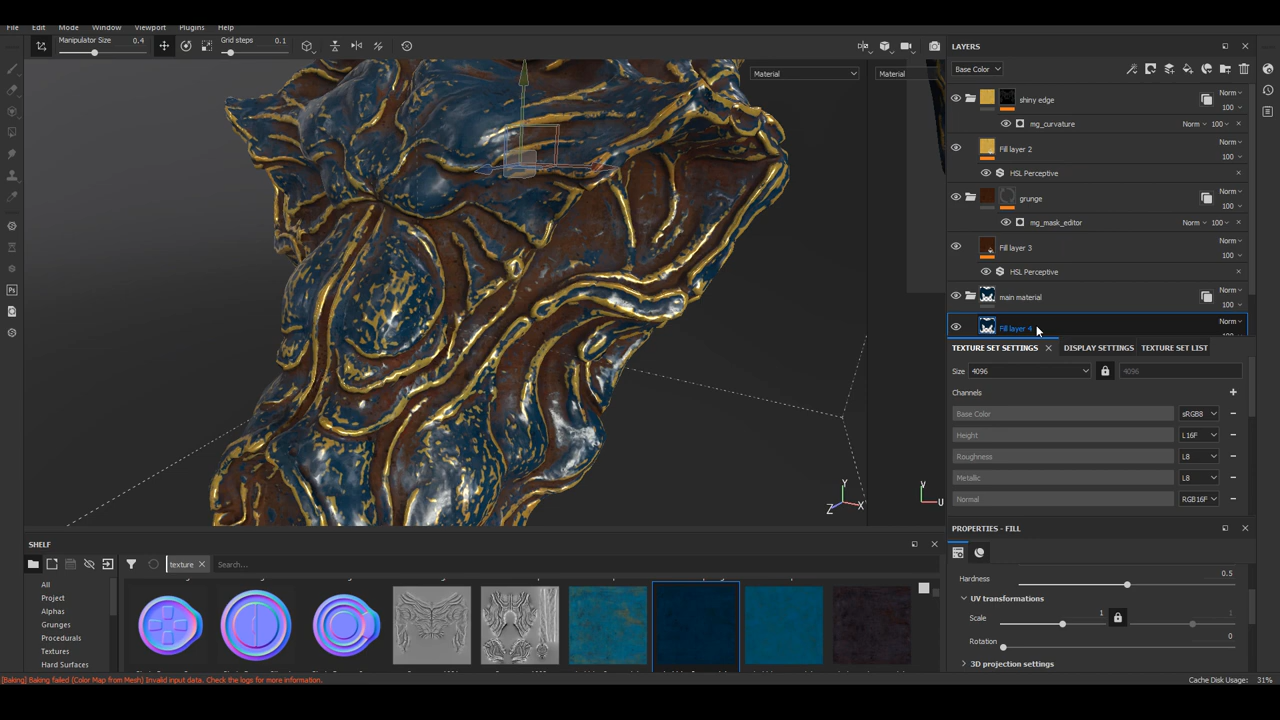 File Edit Mode Window Viewport Plugins Help
Manipulator Size 0.4
Grid steps 0.1
Material
Material
Y
Z
X
V
U
LAYERS
Base Color
shiny edge Norm
100
mg_curvature Norm 100
Fill layer 2 Norm
100
HSL Perceptive
grunge Norm
100
mg_mask_editor Norm 100
Fill layer 3 Norm
100
HSL Perceptive
main material Norm
100
Fill layer 4 Norm
TEXTURE SET SETTINGS DISPLAY SETTINGS TEXTURE SET LIST
Size 4096 4096
Channels
Base Color sRGB8
Height L16F
Roughness L8
Metallic L8
Normal RGB16F
PROPERTIES - FILL
Hardness 0.5
UV transformations
Scale 1 1
Rotation 0
3D projection settings
SHELF
texture Search...
All
Project
Alphas
Grunges
Procedurals
Textures
Hard Surfaces
Ps
[Baking] Baking failed (Color Map from Mesh) Invalid input data. Check the logs for more information.
Cache Disk Usage: 31%